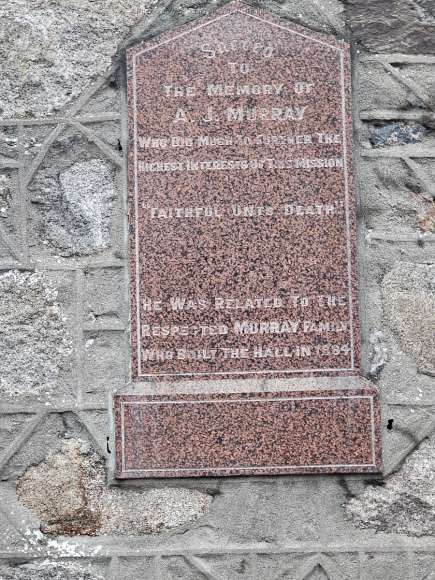 Sacred
TO
THE MEMORY OF
A. J. MURRAY
WHO DID MUCH TO FURTHER THE
HIGHEST INTERESTS OF THIS MISSION
"FAITHFUL UNTO DEATH"
HE WAS RELATED TO THE
RESPECTED MURRAY FAMILY
WHO BUILT THE HALL IN 1894